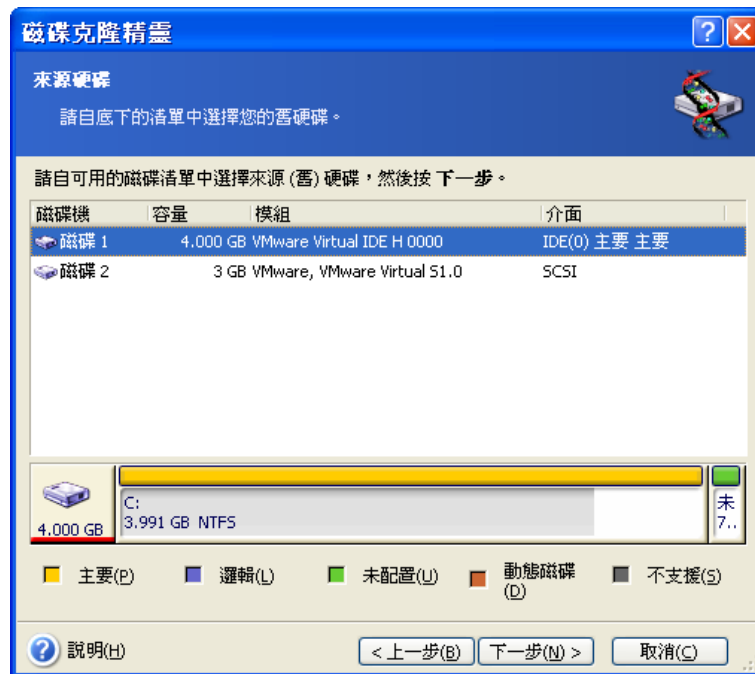 磁碟克隆精靈
來源硬碟
請自底下的清單中選擇您的舊硬碟。
請自可用的磁碟清單中選擇來源 (舊) 硬碟，然後按 下一步。
磁碟機 容量 模組 介面
磁碟 1 4.000 GB VMware Virtual IDE H 0000 IDE(0) 主要 主要
磁碟 2 3 GB VMware, VMware Virtual S1.0 SCSI
C:
3.991 GB NTFS
未
7..
4.000 GB
主要(P) 邏輯(L) 未配置(U) 動態磁碟
(D) 不支援(S)
說明(H) < 上一步(B) 下一步(N) > 取消(C)